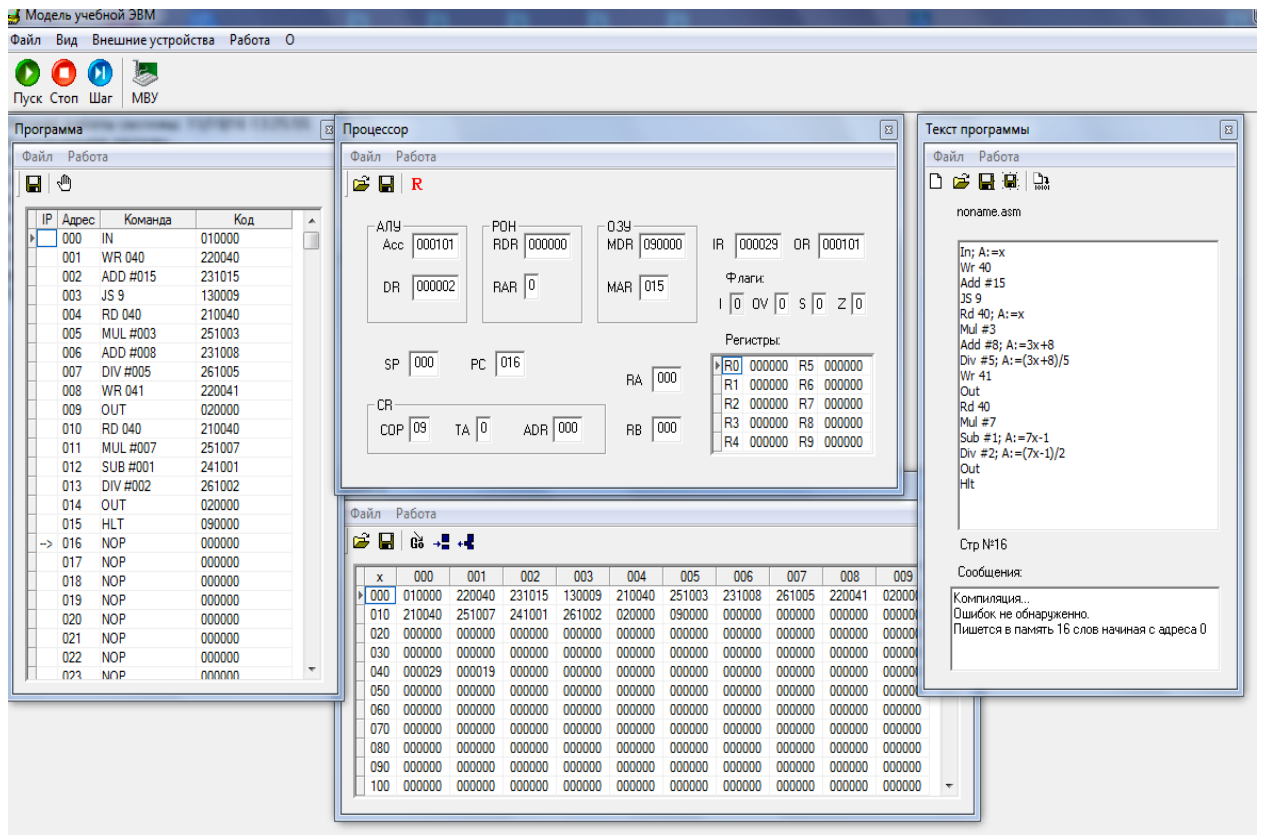 Модель учебной ЭВМ
Файл Вид Внешние устройства Работа О
Пуск Стоп Шаг МВУ
Программа
Файл Работа
IP Адрес Команда Код
000 IN 010000
001 WR 040 220040
002 ADD #015 231015
003 JS 9 130009
004 RD 040 210040
005 MUL #003 251003
006 ADD #008 231008
007 DIV #005 261005
008 WR 041 220041
009 OUT 020000
010 RD 040 210040
011 MUL #007 251007
012 SUB #001 241001
013 DIV #002 261002
014 OUT 020000
015 HLT 090000
--> 016 NOP 000000
017 NOP 000000
018 NOP 000000
019 NOP 000000
020 NOP 000000
021 NOP 000000
022 NOP 000000
023 NOP 000000
Процессор
Файл Работа
R
АЛУ РОН ОЗУ
Acc 000101 RDR 000000 MDR 090000 IR 000029 OR 000101
Флаги:
DR 000002 RAR 0 MAR 015
I 0 OV 0 S 0 Z 0
Регистры:
SP 000 PC 016
RA 000
R0 000000 R5 000000
R1 000000 R6 000000
R2 000000 R7 000000
R3 000000 R8 000000
R4 000000 R9 000000
CR
COP 09 TA 0 ADR 000 RB 000
Файл Работа
Go
x 000 001 002 003 004 005 006 007 008 009
000 010000 220040 231015 130009 210040 251003 231008 261005 220041 02000
010 210040 251007 241001 261002 020000 090000 000000 000000 000000 00000
020 000000 000000 000000 000000 000000 000000 000000 000000 000000 00000
030 000000 000000 000000 000000 000000 000000 000000 000000 000000 00000
040 000029 000019 000000 000000 000000 000000 000000 000000 000000 00000
050 000000 000000 000000 000000 000000 000000 000000 000000 000000 00000
060 000000 000000 000000 000000 000000 000000 000000 000000 000000 000000
070 000000 000000 000000 000000 000000 000000 000000 000000 000000 000000
080 000000 000000 000000 000000 000000 000000 000000 000000 000000 000000
090 000000 000000 000000 000000 000000 000000 000000 000000 000000 000000
100 000000 000000 000000 000000 000000 000000 000000 000000 000000 000000
Текст программы
Файл Работа
noname.asm
In; A:=x
Wr 40
Add #15
JS 9
Rd 40; A:=x
Mul #3
Add #8; A:=3x+8
Div #5; A:=(3x+8)/5
Wr 41
Out
Rd 40
Mul #7
Sub #1; A:=7x-1
Div #2; A:=(7x-1)/2
Out
Hlt
Стр №16
Сообщения:
Компиляция...
Ошибок не обнаруженно.
Пишется в память 16 слов начиная с адреса 0